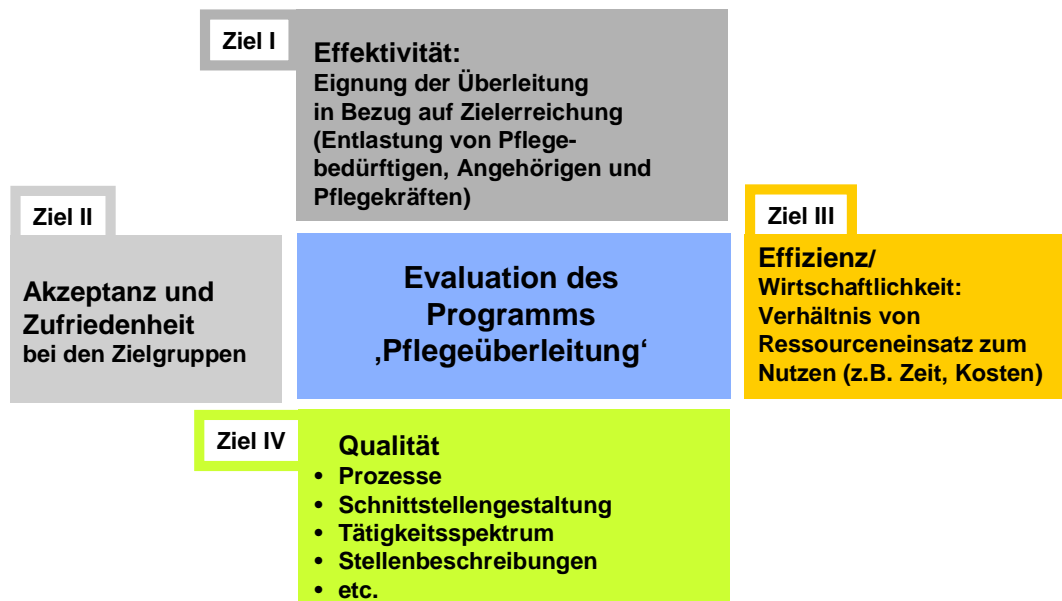 Ziel I
Effektivität:
Eignung der Überleitung
in Bezug auf Zielerreichung
(Entlastung von Pflege-
bedürftigen, Angehörigen und
Pflegekräften)
Ziel II
Akzeptanz und
Zufriedenheit
bei den Zielgruppen
Evaluation des
Programms
‚Pflegeüberleitung‘
Ziel III
Effizienz/
Wirtschaftlichkeit:
Verhältnis von
Ressourceneinsatz zum
Nutzen (z.B. Zeit, Kosten)
Ziel IV
Qualität
• Prozesse
• Schnittstellengestaltung
• Tätigkeitsspektrum
• Stellenbeschreibungen
• etc.